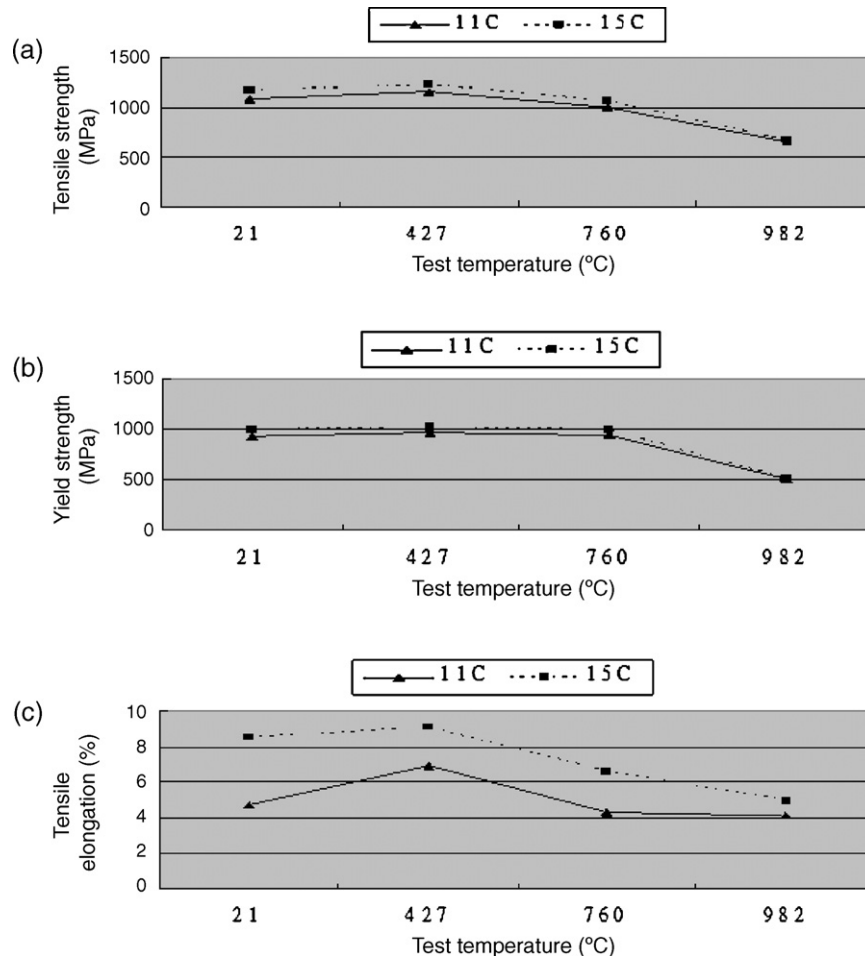 11C 15C
(a)
Tensile strength
(MPa)
1500
1000
500
0
21 427 760 982
Test temperature (ºC)
11C 15C
(b)
Yield strength
(MPa)
1500
1000
500
0
21 427 760 982
Test temperature (ºC)
11C 15C
(c)
Tensile
elongation (%)
10
8
6
4
2
0
21 427 760 982
Test temperature (ºC)